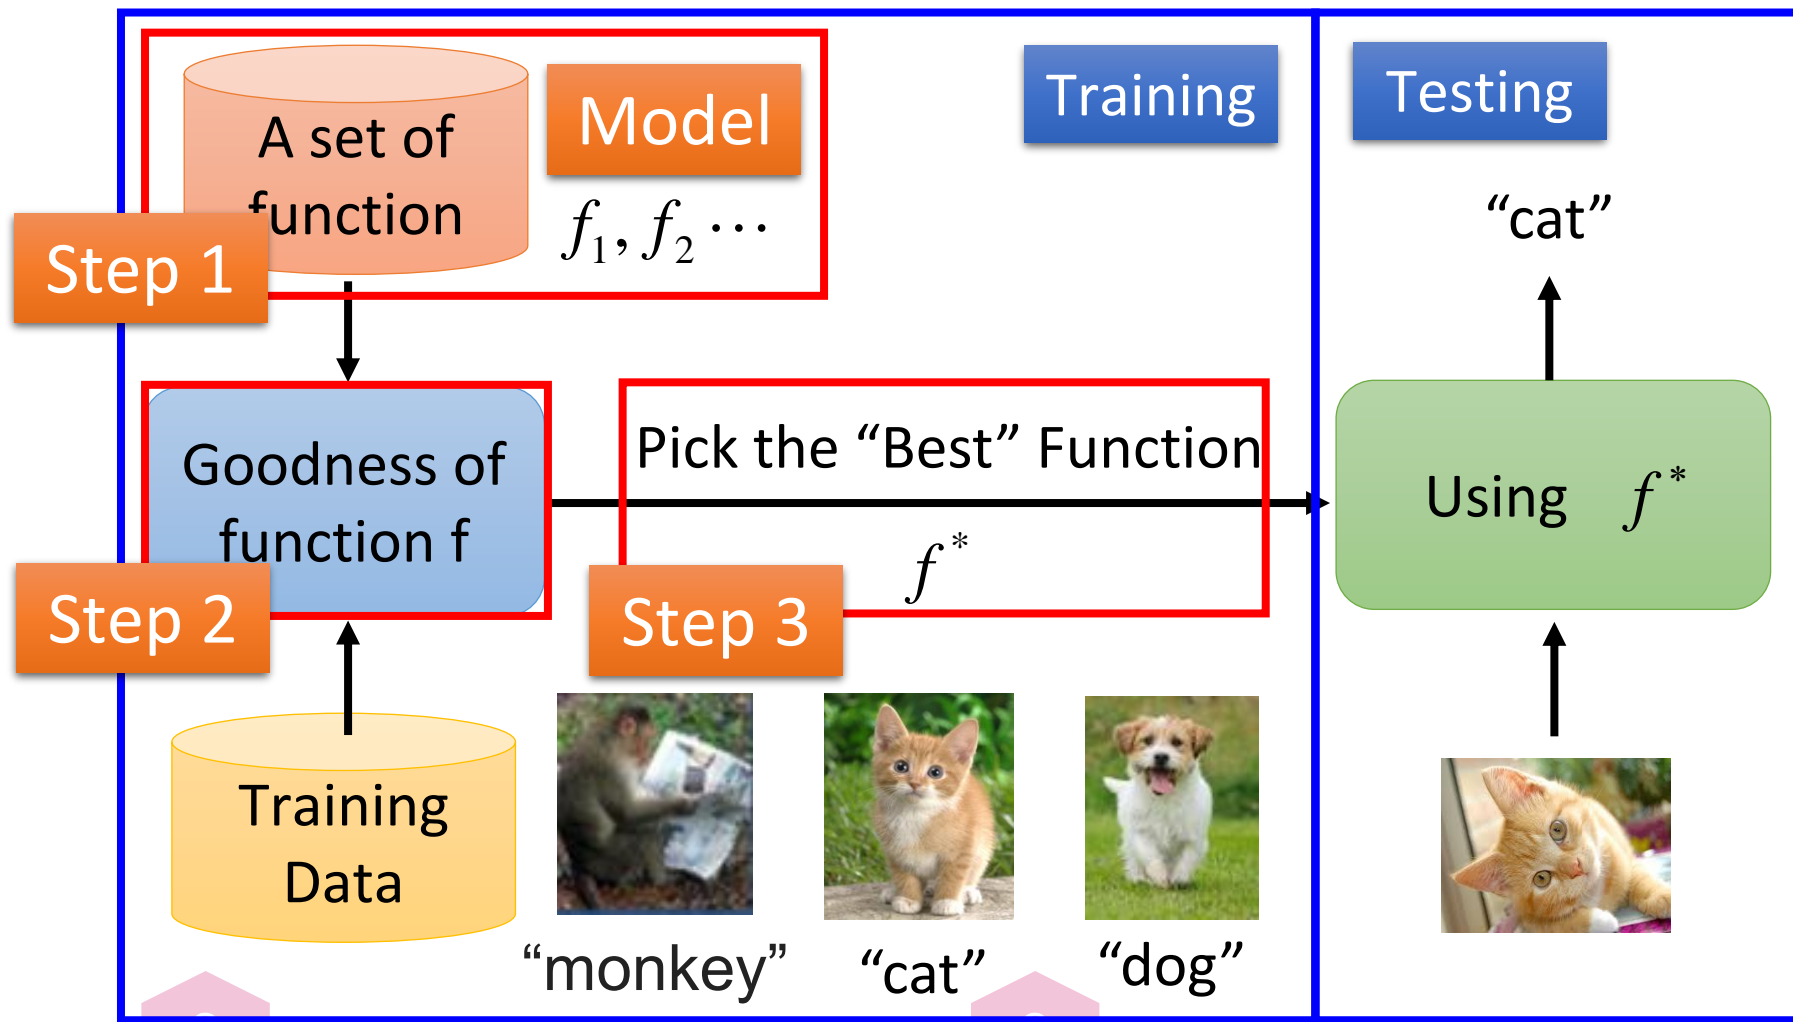 A set of
function
Model
f₁, f₂ ⋯
Step 1
Training
Testing
“cat”
Goodness of
function f
Step 2
Pick the “Best” Function
f*
Step 3
Using f*
Training
Data
“monkey”
“cat”
“dog”